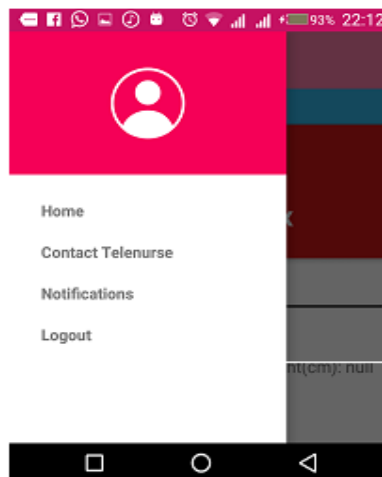 93% 22:12
Home
Contact Telenurse
Notifications
Logout
nt(cm): null